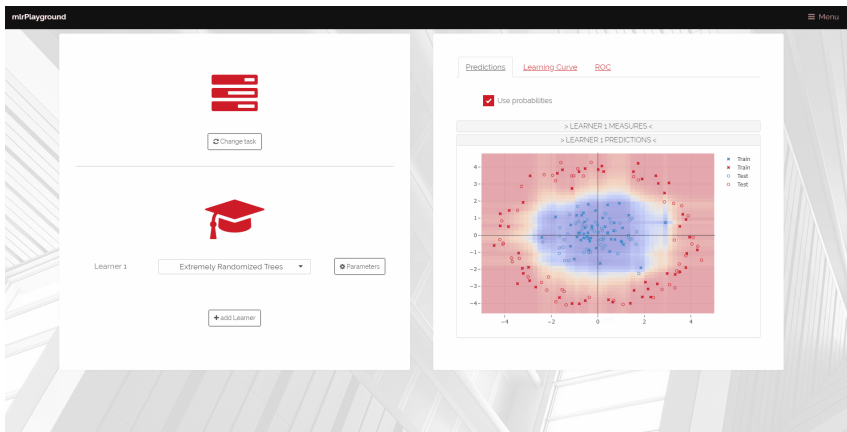 mlrPlayground
☰ Menu
Change task
Learner 1
Extremely Randomized Trees
Parameters
+ add Learner
Predictions
Learning Curve
ROC
Use probabilities
> LEARNER 1 MEASURES <
> LEARNER 1 PREDICTIONS <
Train
Train
Test
Test
4
3
2
1
0
−1
−2
−3
−4
−4
−2
0
2
4